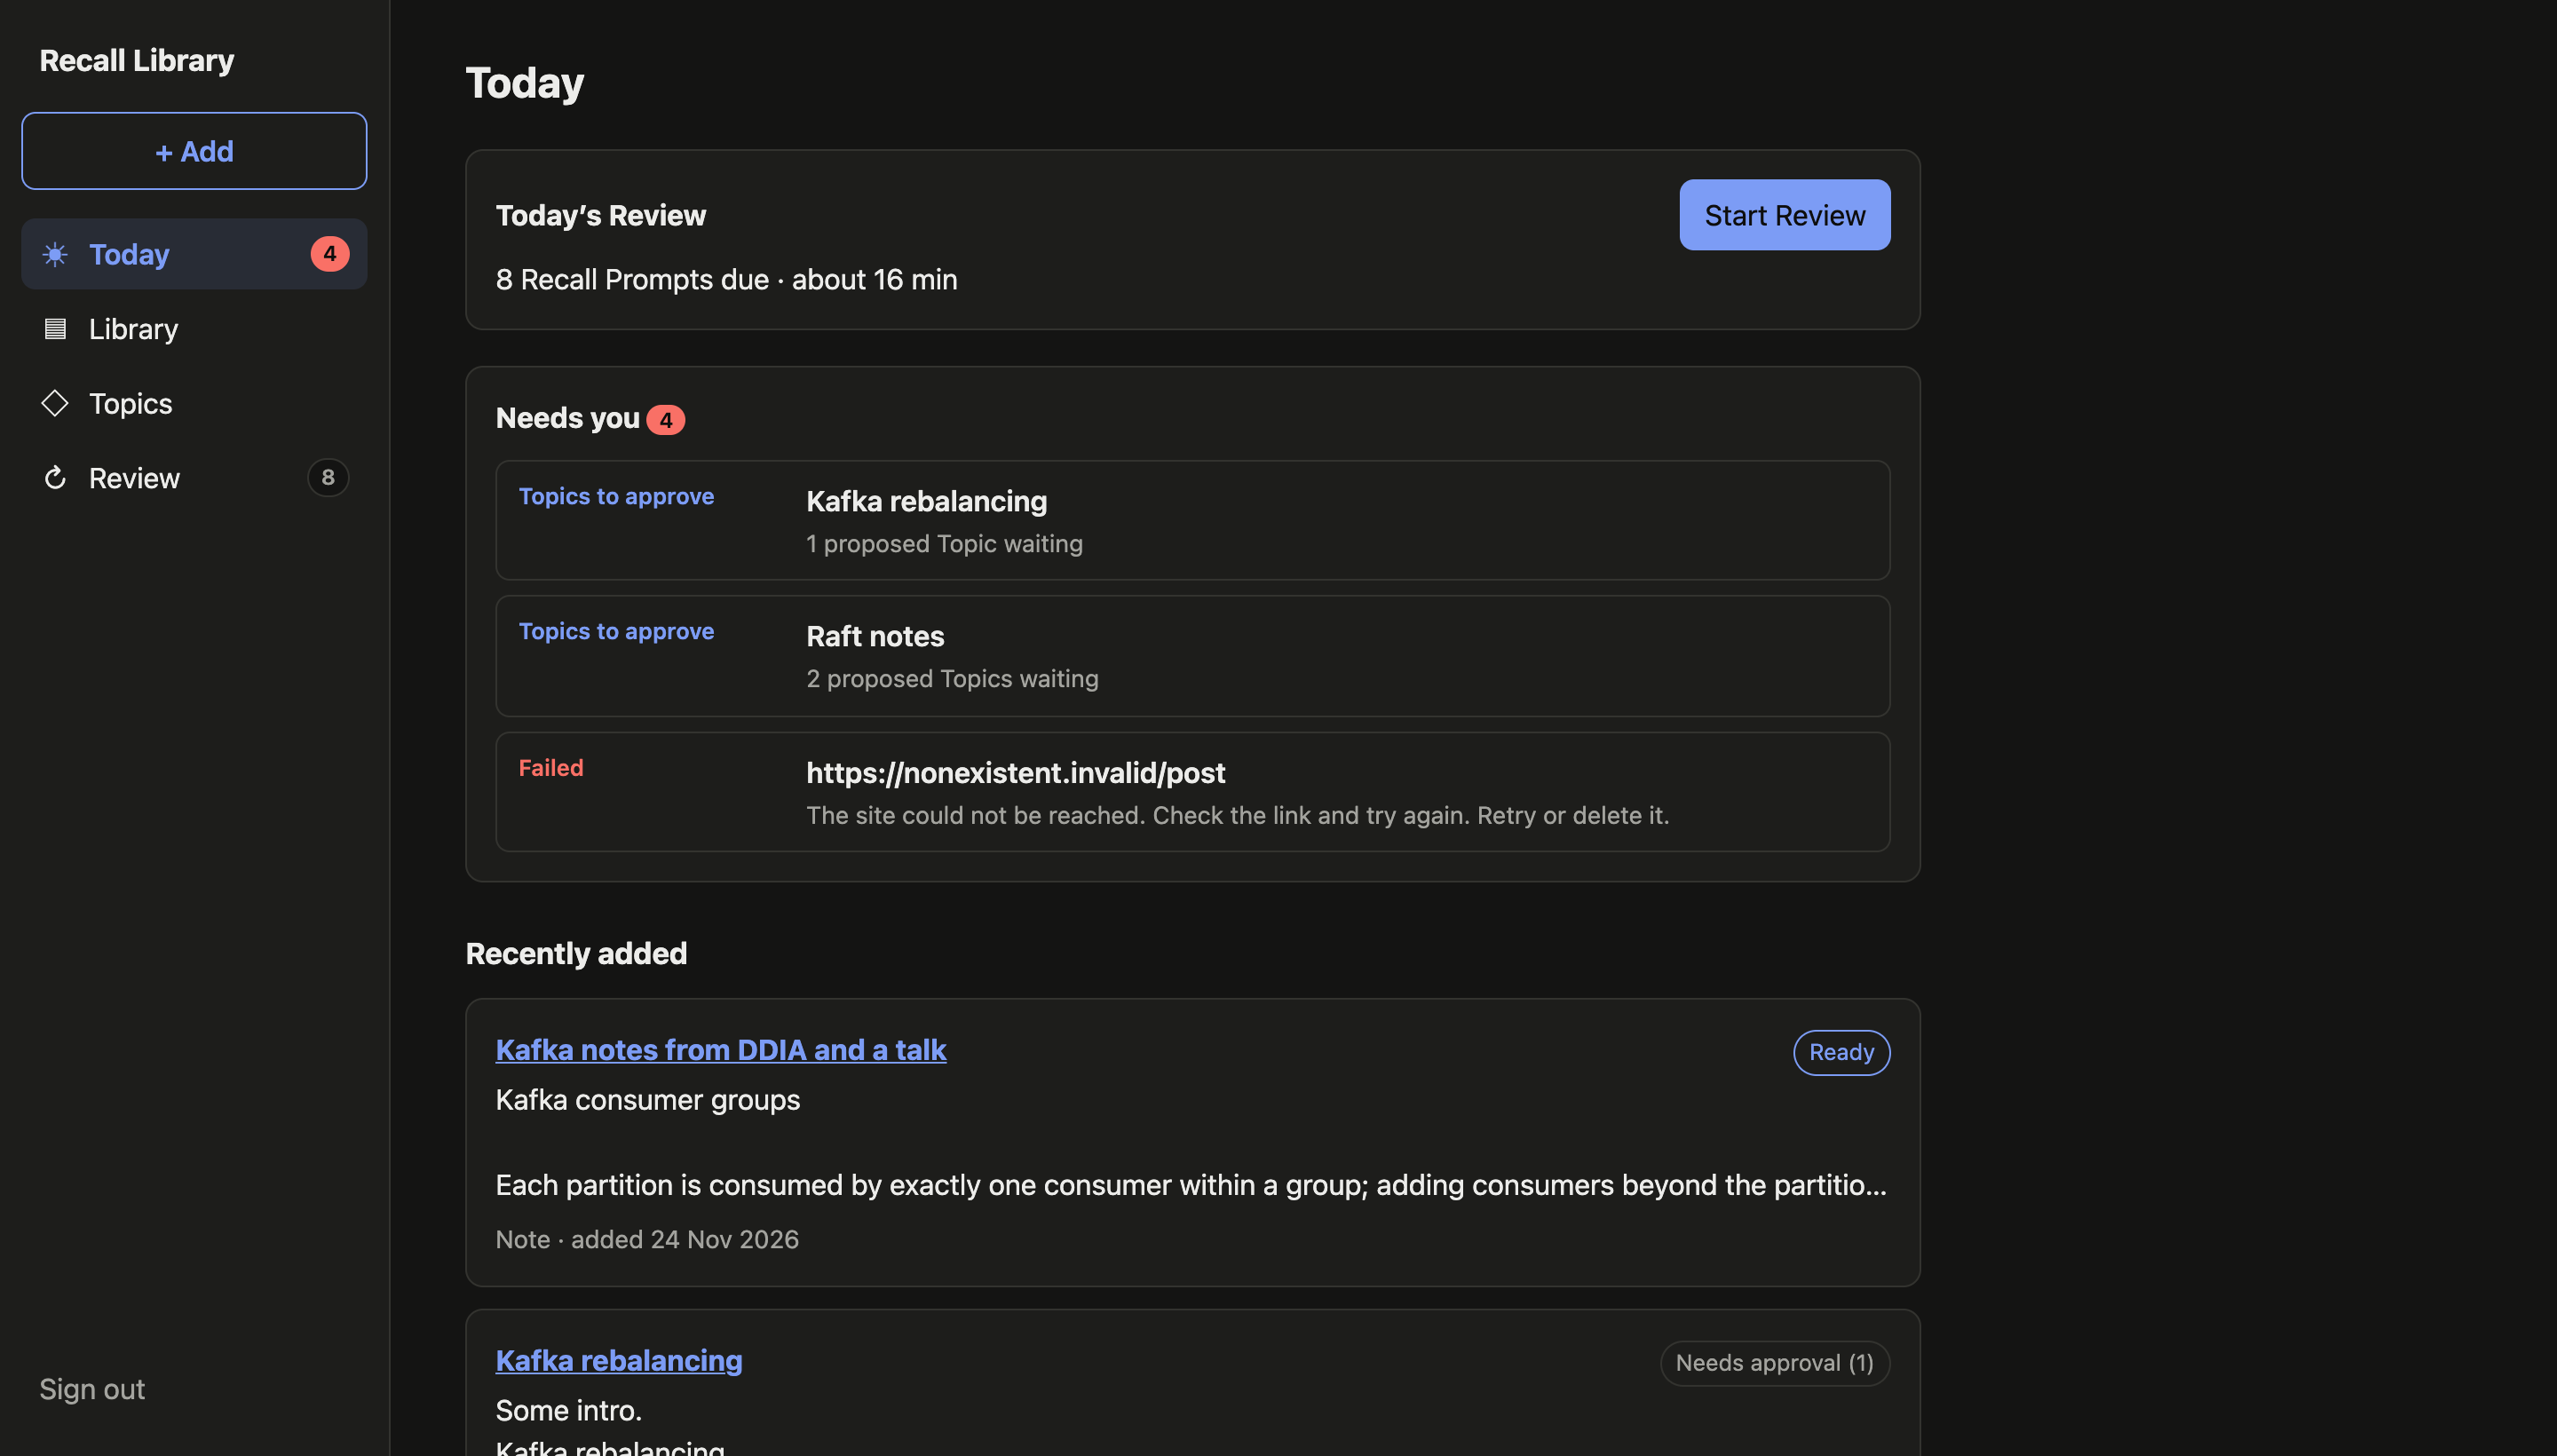 Recall Library
+ Add
Today 4
Library
Topics
Review 8
Sign out
Today
Today’s Review
Start Review
8 Recall Prompts due · about 16 min
Needs you 4
Topics to approve
Kafka rebalancing
1 proposed Topic waiting
Topics to approve
Raft notes
2 proposed Topics waiting
Failed
https://nonexistent.invalid/post
The site could not be reached. Check the link and try again. Retry or delete it.
Recently added
Kafka notes from DDIA and a talk
Ready
Kafka consumer groups
Each partition is consumed by exactly one consumer within a group; adding consumers beyond the partitio...
Note · added 24 Nov 2026
Kafka rebalancing
Needs approval (1)
Some intro.
Kafka rebalancing